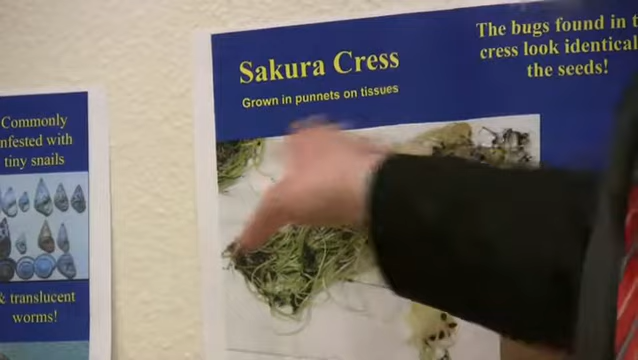 Commonly
nfested with
tiny snails
& translucent
worms!
Sakura Cress
Grown in punnets on tissues
The bugs found in t
cress look identical
the seeds!